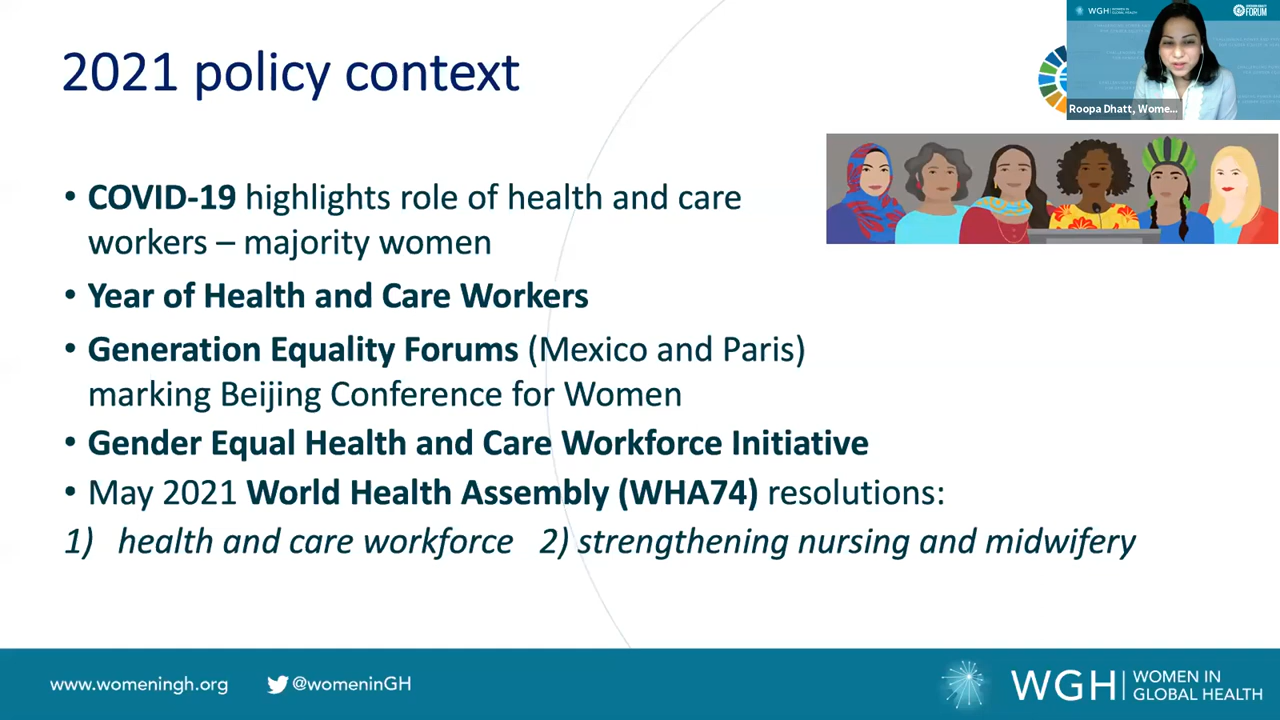 2021 policy context
WGH
FORUM
Roopa Dhatt, Wome...
• COVID-19 highlights role of health and care
workers – majority women
• Year of Health and Care Workers
• Generation Equality Forums (Mexico and Paris)
marking Beijing Conference for Women
• Gender Equal Health and Care Workforce Initiative
• May 2021 World Health Assembly (WHA74) resolutions:
1) health and care workforce 2) strengthening nursing and midwifery
www.womeningh.org @womeninGH
WGH WOMEN IN
GLOBAL HEALTH